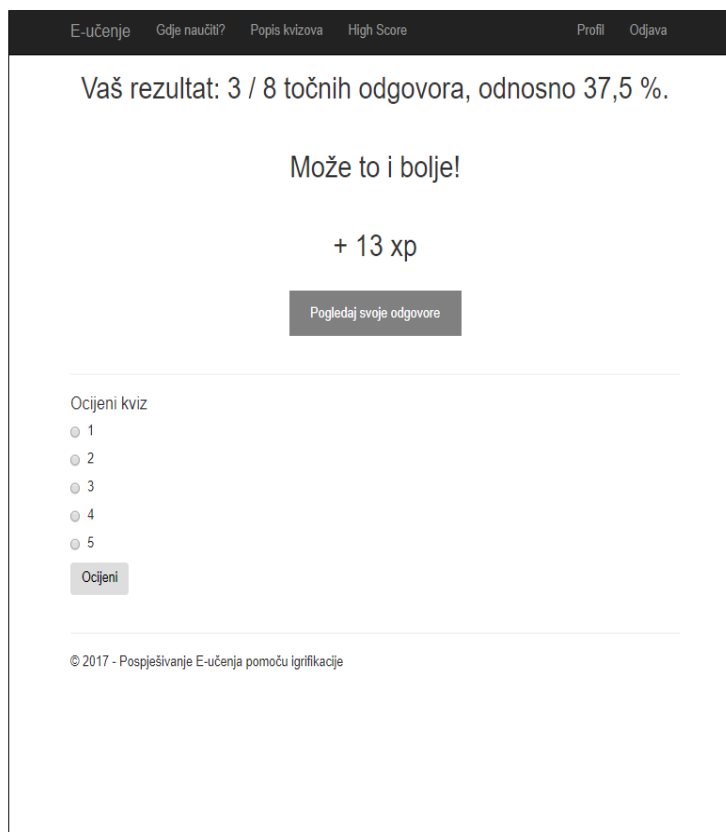 E-učenje Gdje naučiti? Popis kvizova High Score Profil Odjava
Vaš rezultat: 3 / 8 točnih odgovora, odnosno 37,5 %.
Može to i bolje!
+ 13 xp
Pogledaj svoje odgovore
Ocijeni kviz
1
2
3
4
5
Ocijeni
© 2017 - Pospješivanje E-učenja pomoću igrifikacije